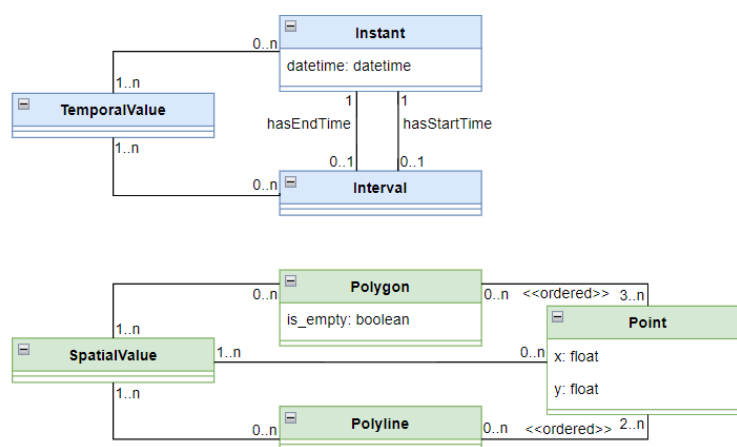 Instant
0..n
datetime: datetime
1..n
TemporalValue
1
1
hasEndTime
hasStartTime
1..n
0..1
0..1
0..n
Interval
Polygon
0..n
0..n
<<ordered>>
3..n
is_empty: boolean
Point
1..n
SpatialValue
1..n
0..n
x: float
y: float
1..n
Polyline
0..n
0..n
<<ordered>>
2..n